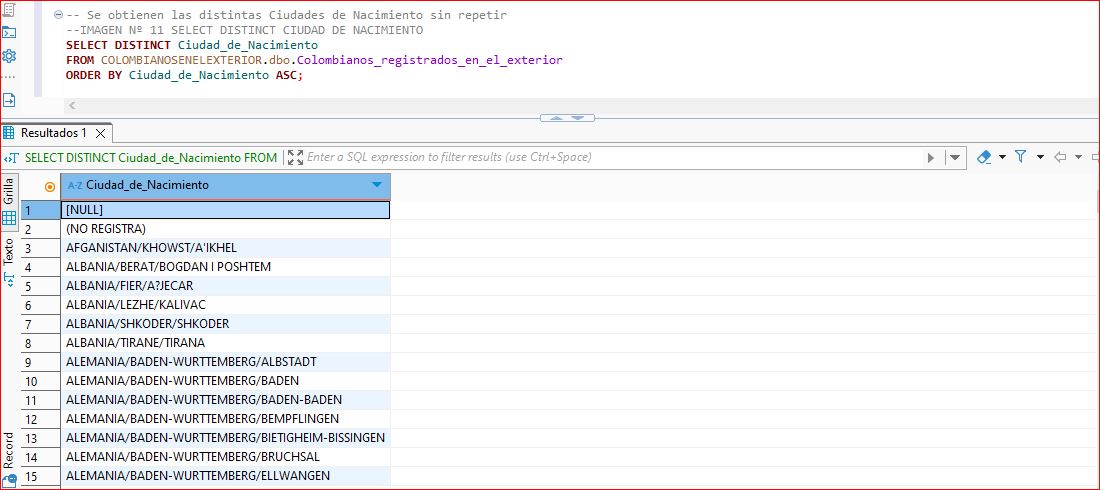 -- Se obtienen las distintas Ciudades de Nacimiento sin repetir
--IMAGEN Nº 11 SELECT DISTINCT CIUDAD DE NACIMIENTO
SELECT DISTINCT Ciudad_de_Nacimiento
FROM COLOMBIANOSENELEXTERIOR.dbo.Colombianos_registrados_en_el_exterior
ORDER BY Ciudad_de_Nacimiento ASC;
Resultados 1
SELECT DISTINCT Ciudad_de_Nacimiento FROM
Enter a SQL expression to filter results (use Ctrl+Space)
Grilla
Texto
Record
A-Z Ciudad_de_Nacimiento
1 [NULL]
2 (NO REGISTRA)
3 AFGANISTAN/KHOWST/A'IKHEL
4 ALBANIA/BERAT/BOGDAN I POSHTEM
5 ALBANIA/FIER/A?JECAR
6 ALBANIA/LEZHE/KALIVAC
7 ALBANIA/SHKODER/SHKODER
8 ALBANIA/TIRANE/TIRANA
9 ALEMANIA/BADEN-WURTTEMBERG/ALBSTADT
10 ALEMANIA/BADEN-WURTTEMBERG/BADEN
11 ALEMANIA/BADEN-WURTTEMBERG/BADEN-BADEN
12 ALEMANIA/BADEN-WURTTEMBERG/BEMPFLINGEN
13 ALEMANIA/BADEN-WURTTEMBERG/BIETIGHEIM-BISSINGEN
14 ALEMANIA/BADEN-WURTTEMBERG/BRUCHSAL
15 ALEMANIA/BADEN-WURTTEMBERG/ELLWANGEN